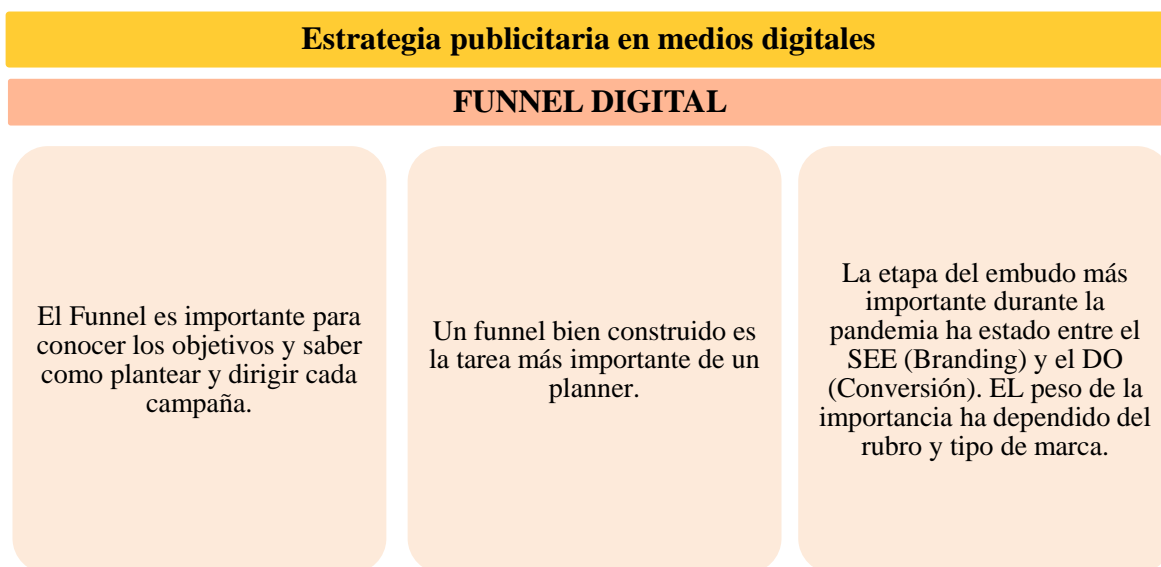 Estrategia publicitaria en medios digitales
FUNNEL DIGITAL
El Funnel es importante para
conocer los objetivos y saber
como plantear y dirigir cada
campaña.
Un funnel bien construido es
la tarea más importante de un
planner.
La etapa del embudo más
importante durante la
pandemia ha estado entre el
SEE (Branding) y el DO
(Conversión). EL peso de la
importancia ha dependido del
rubro y tipo de marca.